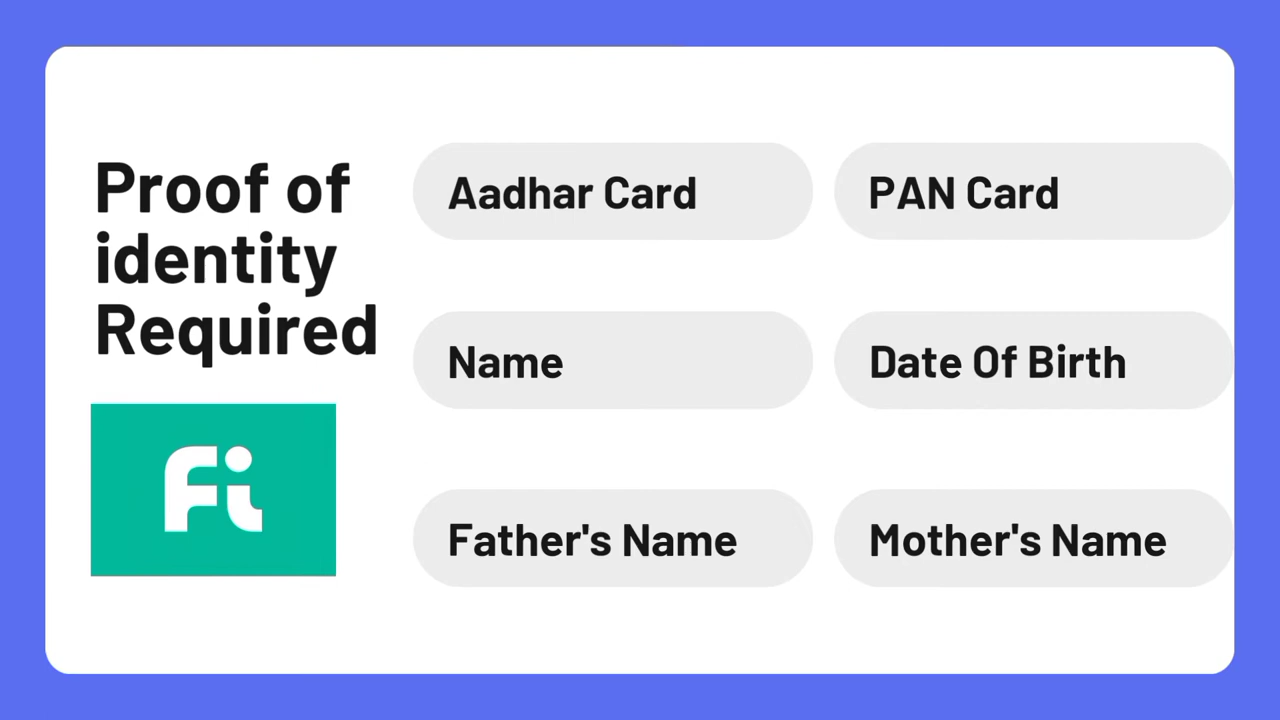 Proof of
identity
Required
Fi
Aadhar Card
PAN Card
Name
Date Of Birth
Father's Name
Mother's Name